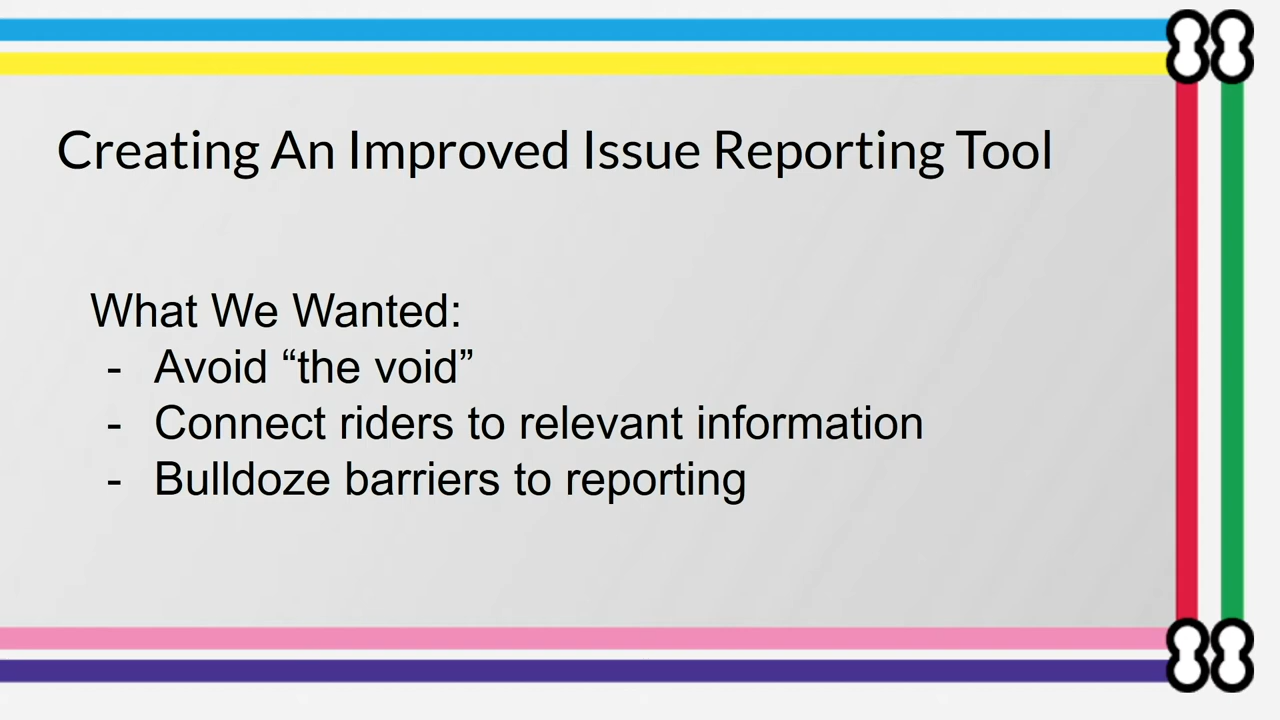 Creating An Improved Issue Reporting Tool
What We Wanted:
- Avoid “the void”
- Connect riders to relevant information
- Bulldoze barriers to reporting